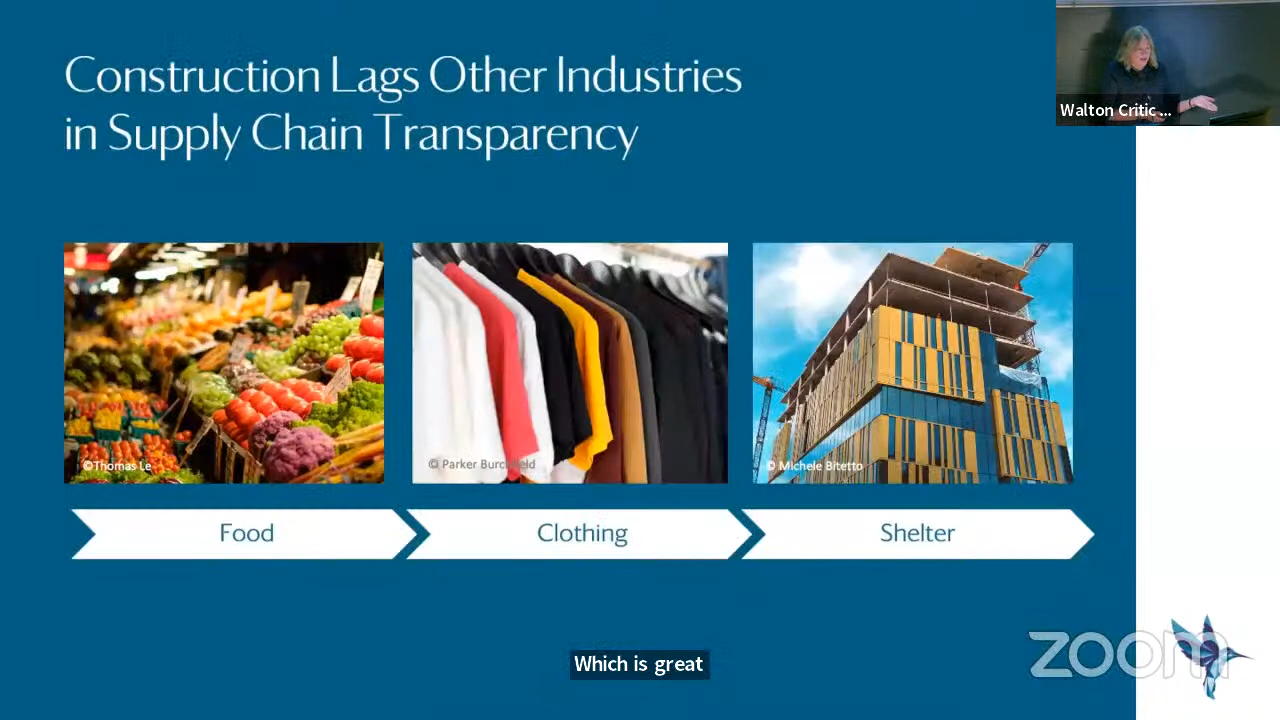 Construction Lags Other Industries
in Supply Chain Transparency
Walton Critic ...
©Thomas Le
© Parker Burchfield
© Michele Bitetto
Food
Clothing
Shelter
Which is great
zoom